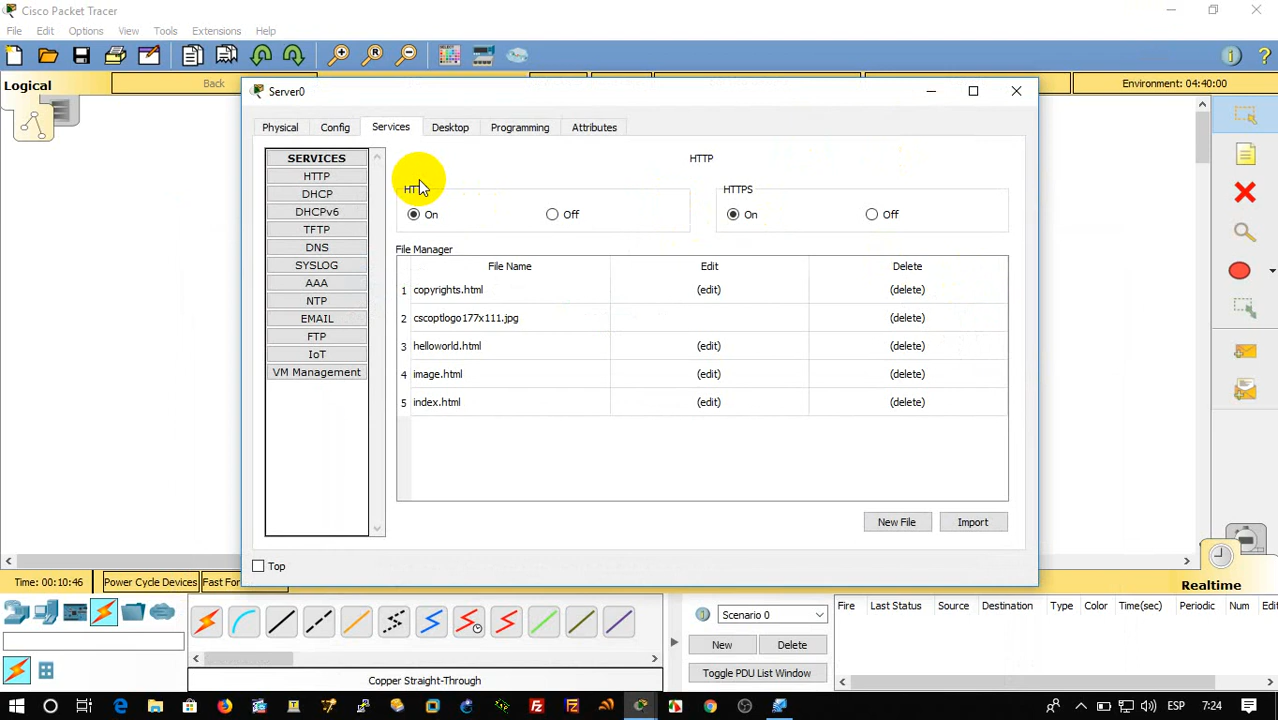 Cisco Packet Tracer
File Edit Options View Tools Extensions Help
Logical
Back
Environment: 04:40:00
Server0
Physical Config Services Desktop Programming Attributes
SERVICES
HTTP
DHCP
DHCPv6
TFTP
DNS
SYSLOG
AAA
NTP
EMAIL
FTP
IoT
VM Management
HTTP
HTTP
On Off
HTTPS
On Off
File Manager
File Name Edit Delete
1 copyrights.html (edit) (delete)
2 cscoptlogo177x111.jpg (delete)
3 helloworld.html (edit) (delete)
4 image.html (edit) (delete)
5 index.html (edit) (delete)
New File Import
Top
Time: 00:10:46 Power Cycle Devices Fast For
Realtime
Scenario 0
New Delete
Toggle PDU List Window
Fire Last Status Source Destination Type Color Time(sec) Periodic Num Edit
Copper Straight-Through
ESP 7:24